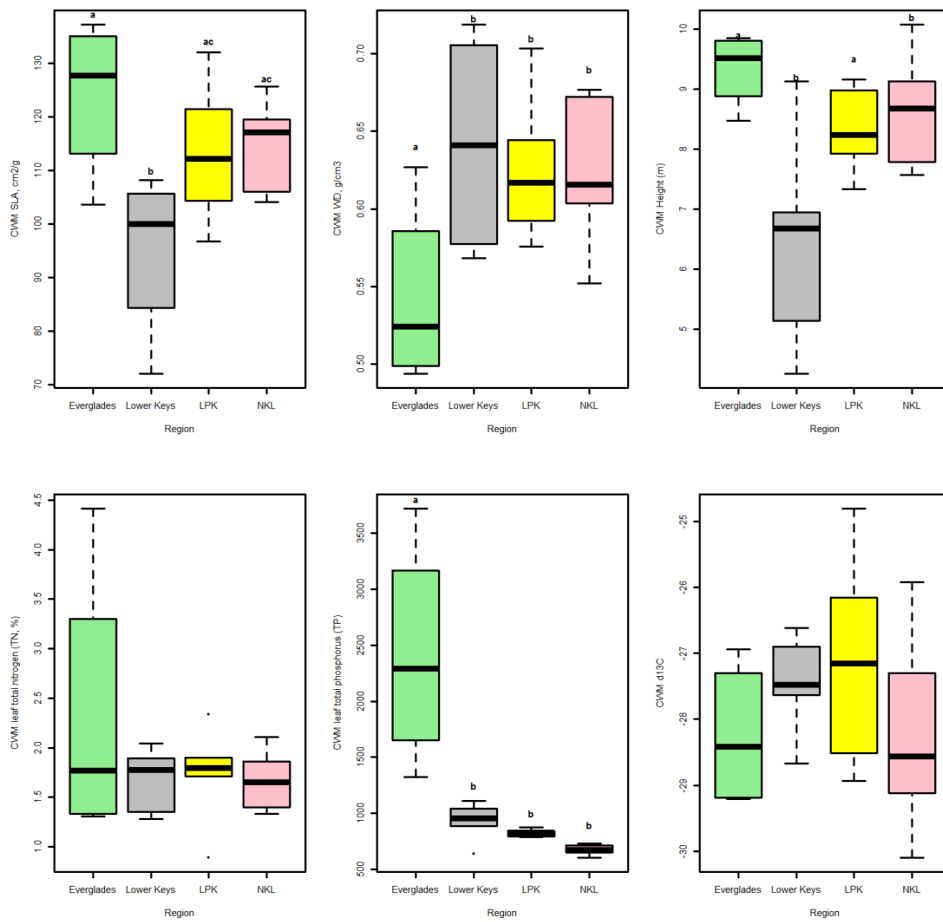 CWM SLA, cm2/g
130
120
110
100
90
80
70
a
b
ac
ac
Everglades
Lower Keys
LPK
NKL
Region
CWM WD, g/cm3
0.70
0.65
0.60
0.55
0.50
a
b
b
b
Everglades
Lower Keys
LPK
NKL
Region
CWM Height (m)
10
9
8
7
6
5
a
b
a
b
Everglades
Lower Keys
LPK
NKL
Region
CWM leaf total nitrogen (TN, %)
4.5
4.0
3.5
3.0
2.5
2.0
1.5
1.0
Everglades
Lower Keys
LPK
NKL
Region
CWM leaf total phosphorus (TP)
3500
3000
2500
2000
1500
1000
500
a
b
b
b
Everglades
Lower Keys
LPK
NKL
Region
CWM d13C
-25
-26
-27
-28
-29
-30
Everglades
Lower Keys
LPK
NKL
Region